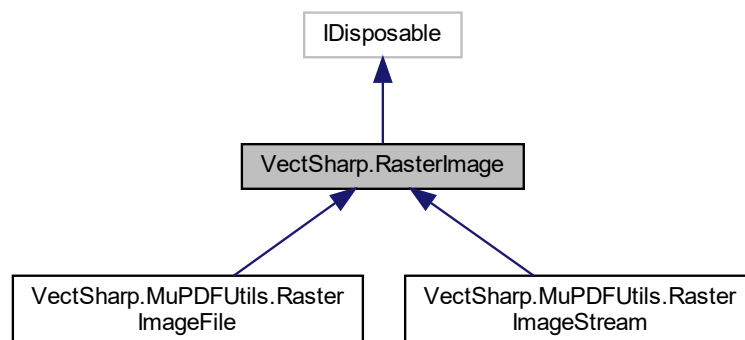 IDisposable
VectSharp.RasterImage
VectSharp.MuPDFUtils.Raster
ImageFile
VectSharp.MuPDFUtils.Raster
ImageStream